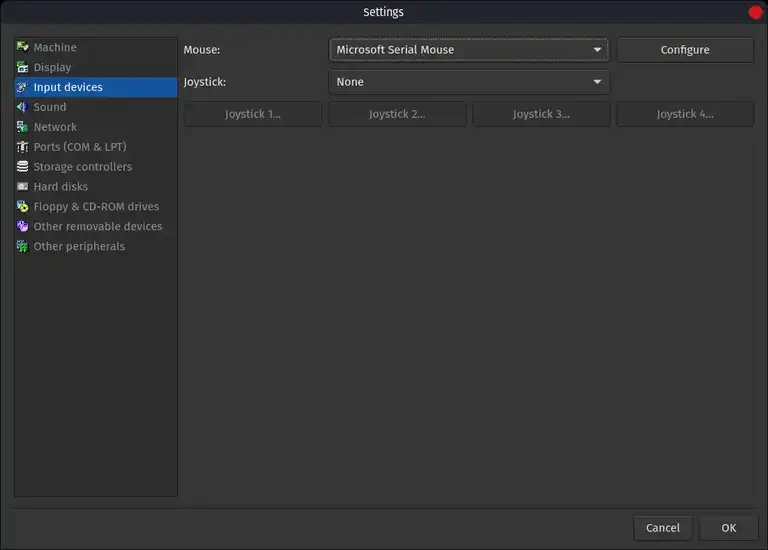 Settings
Machine
Display
Input devices
Sound
Network
Ports (COM & LPT)
Storage controllers
Hard disks
Floppy & CD-ROM drives
Other removable devices
Other peripherals
Mouse: Microsoft Serial Mouse Configure
Joystick: None
Joystick 1... Joystick 2... Joystick 3... Joystick 4...
Cancel OK